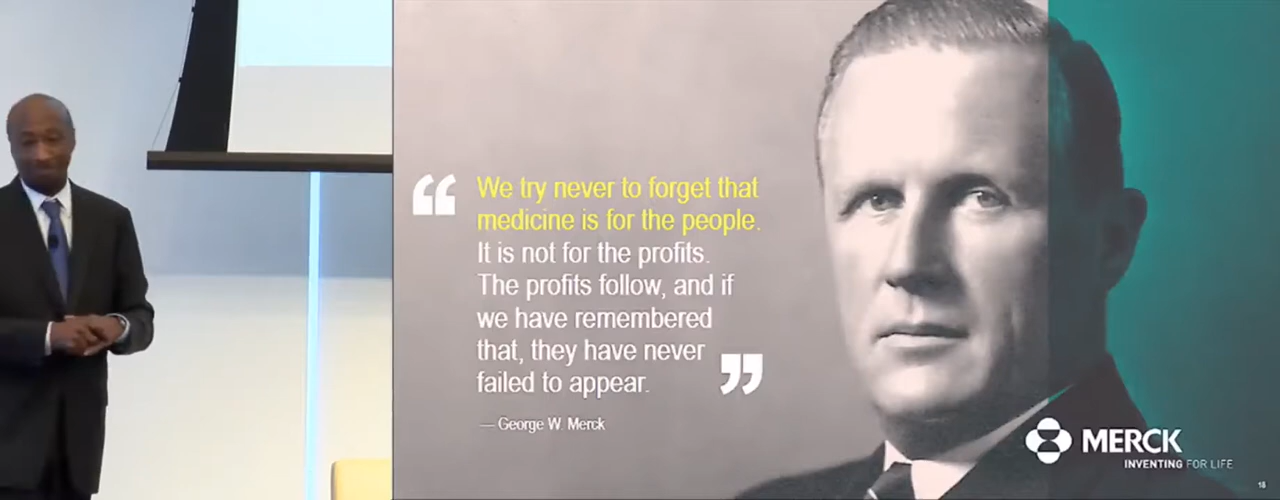 “ We try never to forget that
medicine is for the people.
It is not for the profits.
The profits follow, and if
we have remembered
that, they have never
failed to appear. ”
— George W. Merck
MERCK
INVENTING FOR LIFE
18